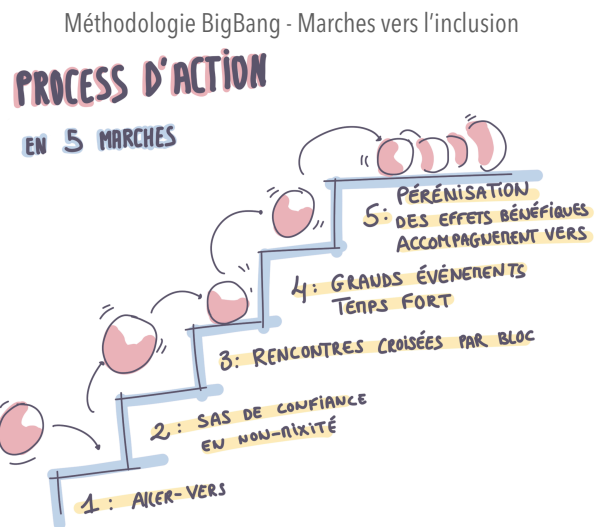 Méthodologie BigBang - Marches vers l'inclusion
PROCESS D'ACTION
EN 5 MARCHES
5: PÉRÉNISATION
DES EFFETS BÉNÉFIQUES
ACCOMPAGNEMENT VERS
4: GRANDS ÉVÉNEMENTS
TEMPS FORT
3: RENCONTRES CROISÉES PAR BLOC
2: SAS DE CONFIANCE
EN NON-MIXITÉ
1: ALLER-VERS